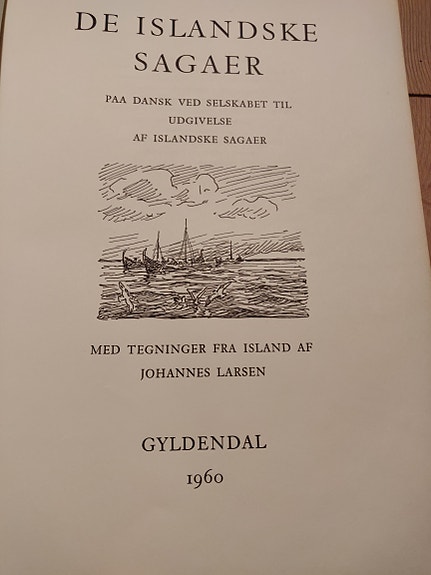 DE ISLANDSKE
SAGAER
PAA DANSK VED SELSKABET TIL
UDGIVELSE
AF ISLANDSKE SAGAER
MED TEGNINGER FRA ISLAND AF
JOHANNES LARSEN
GYLDENDAL
1960